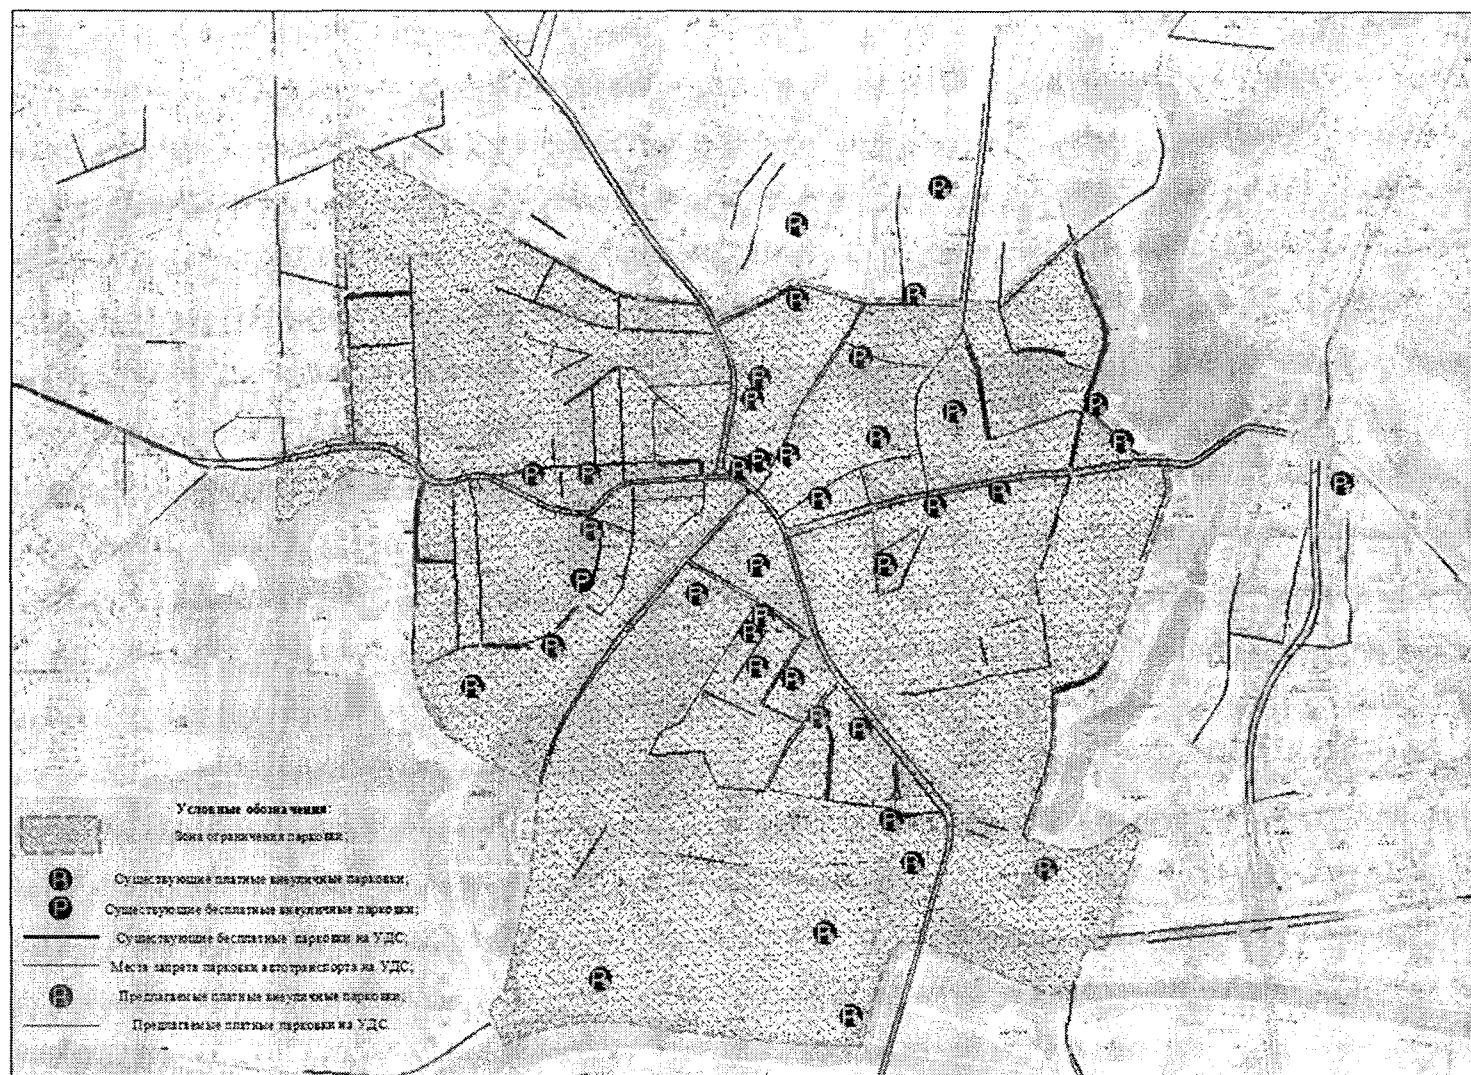 Условные обозначения:
Зона ограничения парковки;
Существующие платные внеуличные парковки;
Существующие бесплатные внеуличные парковки;
Существующие бесплатные парковки на УДС;
Места запрета парковки автотранспорта на УДС;
Предлагаемые платные внеуличные парковки;
Предлагаемые платные парковки на УДС